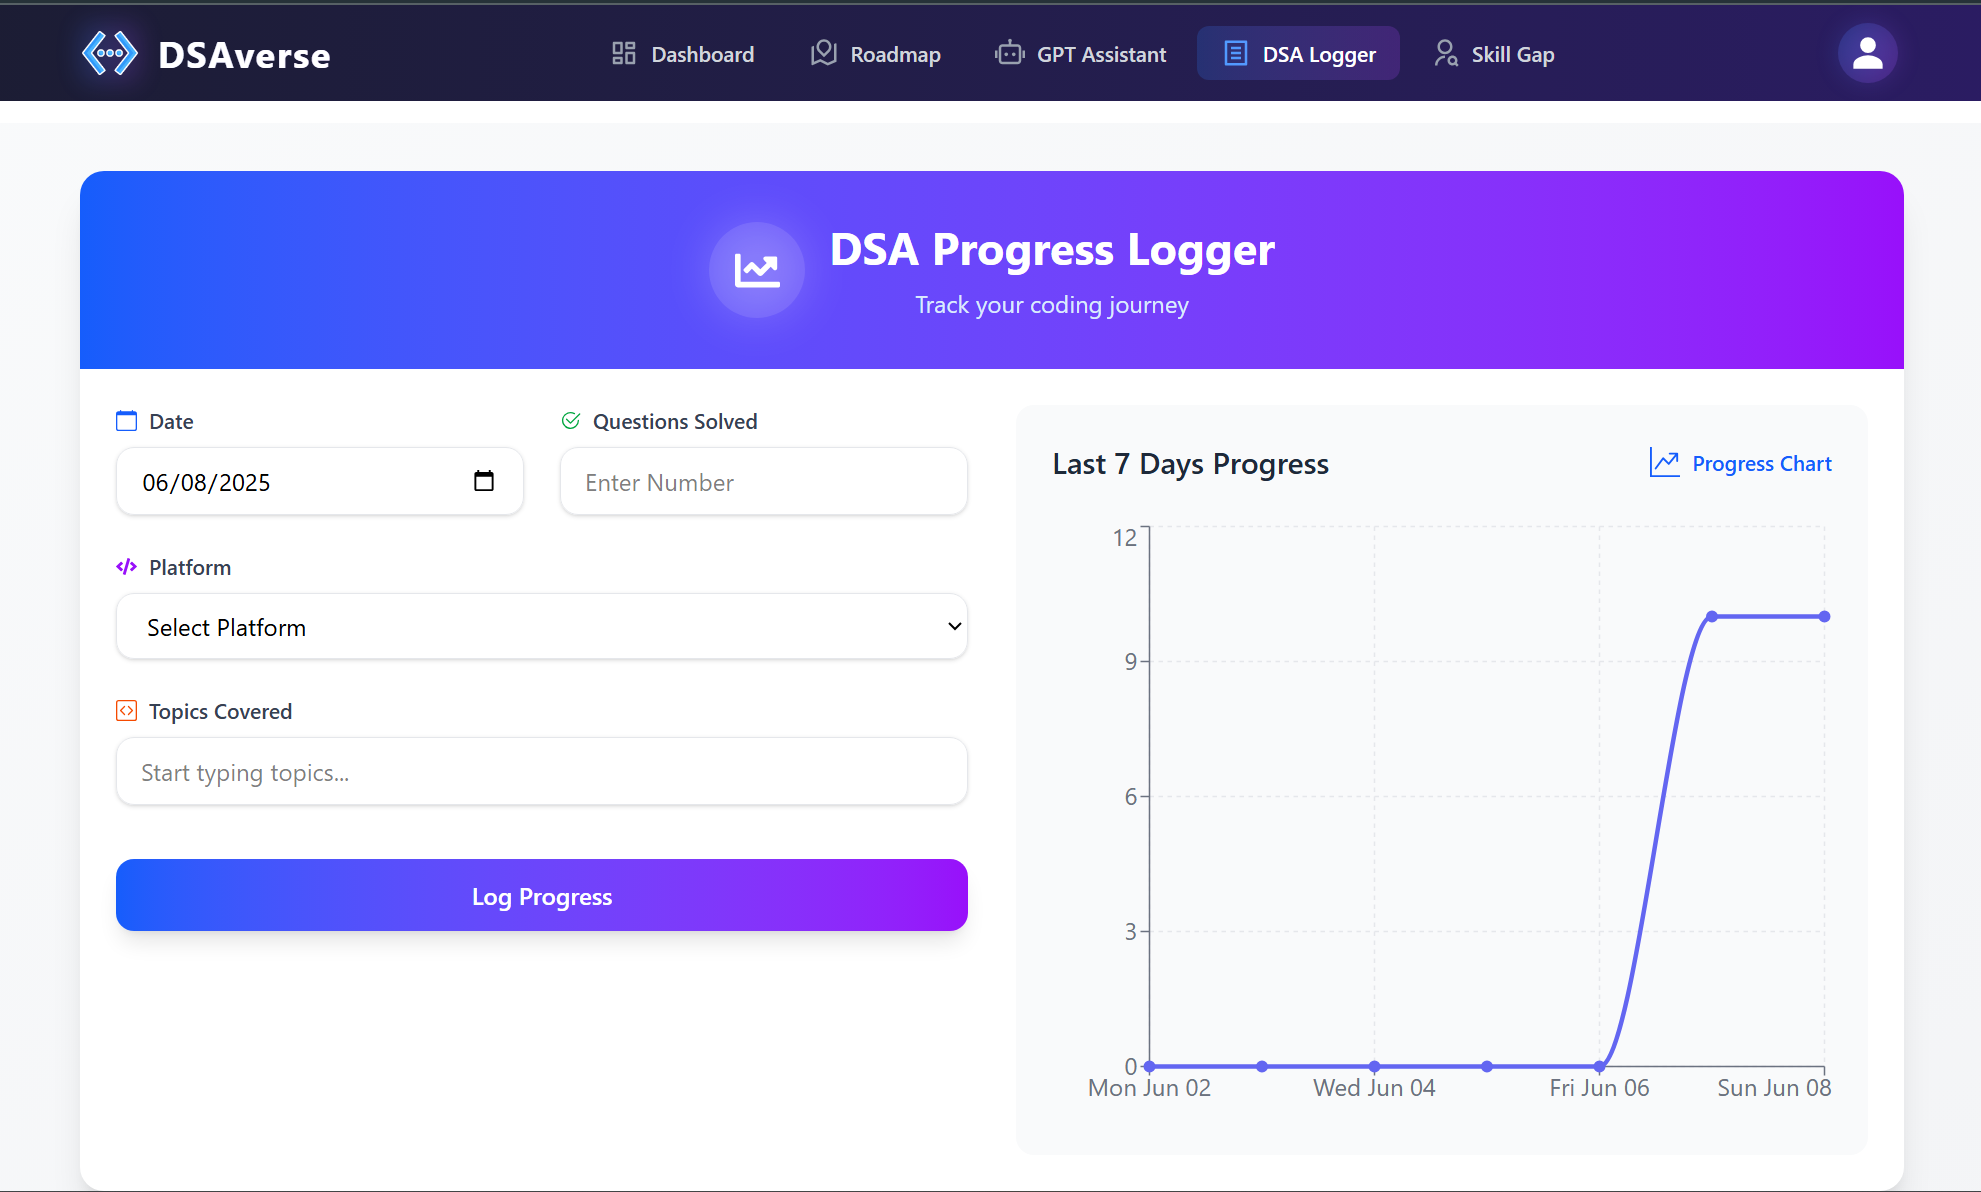 DSAverse
Dashboard
Roadmap
GPT Assistant
DSA Logger
Skill Gap
DSA Progress Logger
Track your coding journey
Date
06/08/2025
Questions Solved
Enter Number
Platform
Select Platform
Topics Covered
Start typing topics...
Log Progress
Last 7 Days Progress
Progress Chart
12
9
6
3
0
Mon Jun 02
Wed Jun 04
Fri Jun 06
Sun Jun 08